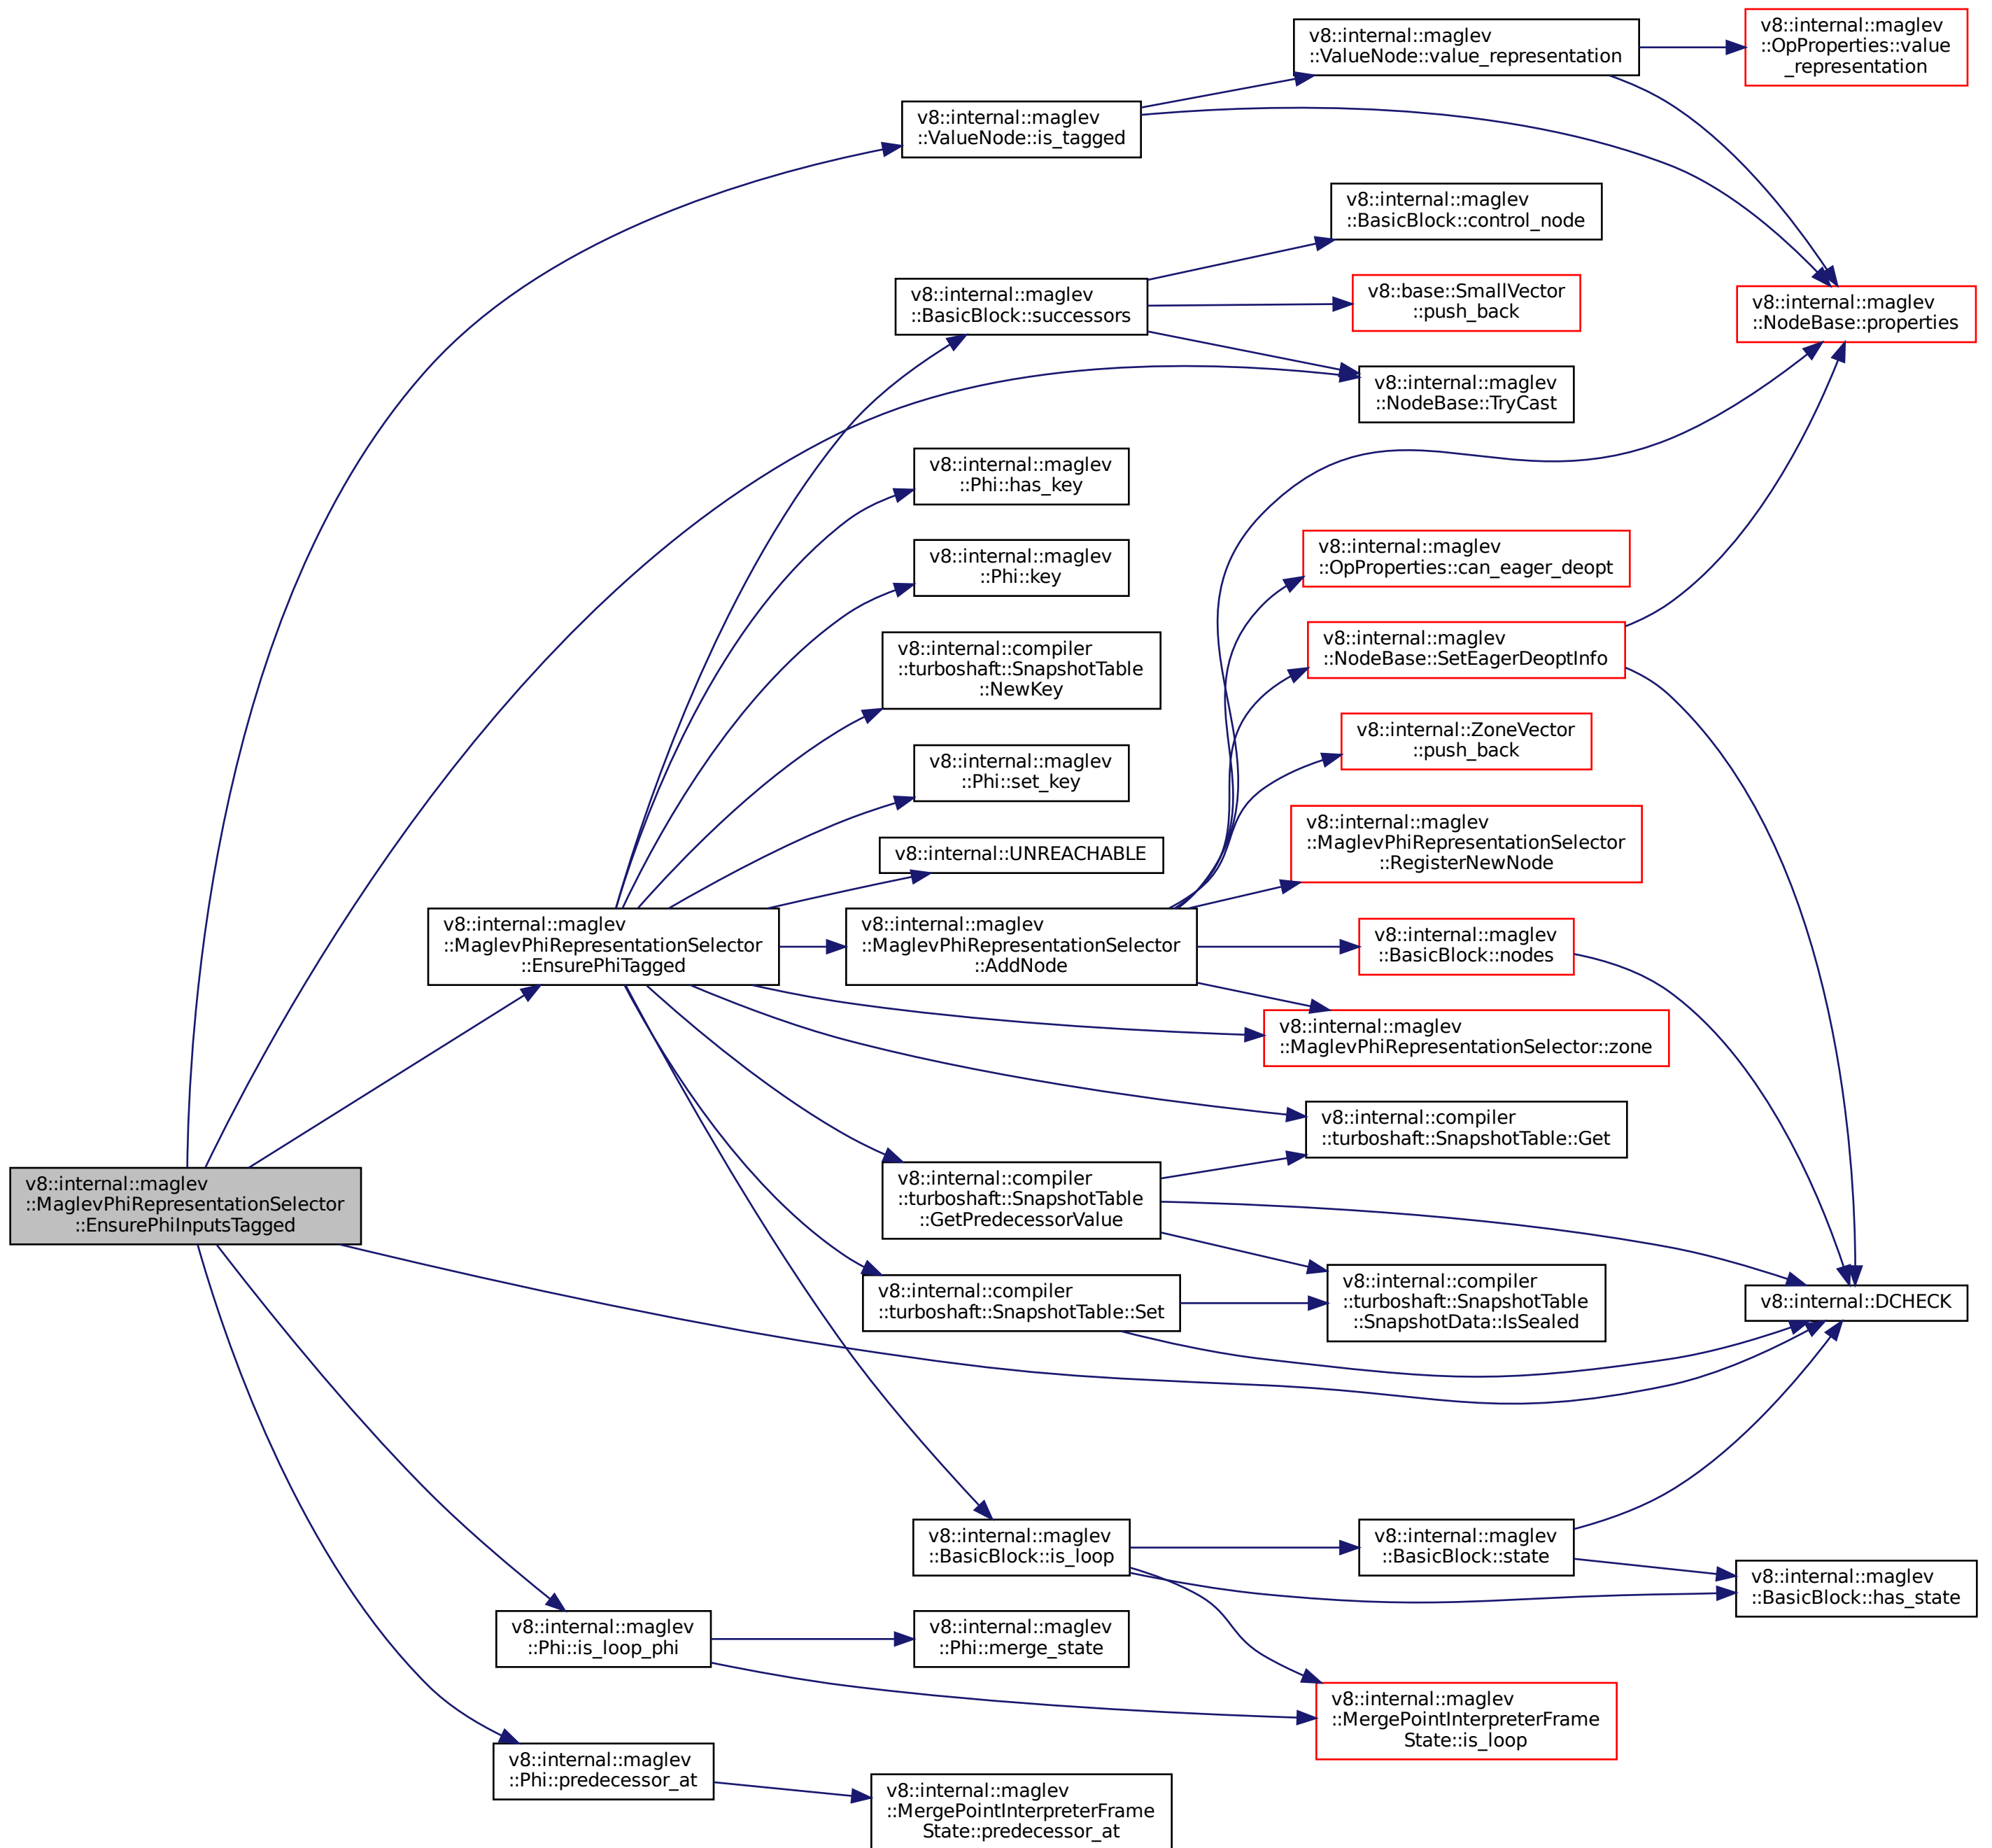 v8::internal::maglev
::MaglevPhiRepresentationSelector
::EnsurePhiInputsTagged
v8::internal::maglev
::ValueNode::is_tagged
v8::internal::maglev
::ValueNode::value_representation
v8::internal::maglev
::OpProperties::value
_representation
v8::internal::maglev
::NodeBase::properties
v8::internal::maglev
::BasicBlock::successors
v8::internal::maglev
::BasicBlock::control_node
v8::base::SmallVector
::push_back
v8::internal::maglev
::NodeBase::TryCast
v8::internal::maglev
::Phi::has_key
v8::internal::maglev
::Phi::key
v8::internal::compiler
::turboshaft::SnapshotTable
::NewKey
v8::internal::maglev
::Phi::set_key
v8::internal::UNREACHABLE
v8::internal::maglev
::MaglevPhiRepresentationSelector
::EnsurePhiTagged
v8::internal::maglev
::MaglevPhiRepresentationSelector
::AddNode
v8::internal::maglev
::OpProperties::can_eager_deopt
v8::internal::maglev
::NodeBase::SetEagerDeoptInfo
v8::internal::ZoneVector
::push_back
v8::internal::maglev
::MaglevPhiRepresentationSelector
::RegisterNewNode
v8::internal::maglev
::BasicBlock::nodes
v8::internal::maglev
::MaglevPhiRepresentationSelector::zone
v8::internal::compiler
::turboshaft::SnapshotTable::Get
v8::internal::compiler
::turboshaft::SnapshotTable
::GetPredecessorValue
v8::internal::compiler
::turboshaft::SnapshotTable::Set
v8::internal::compiler
::turboshaft::SnapshotTable
::SnapshotData::IsSealed
v8::internal::DCHECK
v8::internal::maglev
::BasicBlock::is_loop
v8::internal::maglev
::BasicBlock::state
v8::internal::maglev
::BasicBlock::has_state
v8::internal::maglev
::Phi::is_loop_phi
v8::internal::maglev
::Phi::merge_state
v8::internal::maglev
::MergePointInterpreterFrame
State::is_loop
v8::internal::maglev
::Phi::predecessor_at
v8::internal::maglev
::MergePointInterpreterFrame
State::predecessor_at